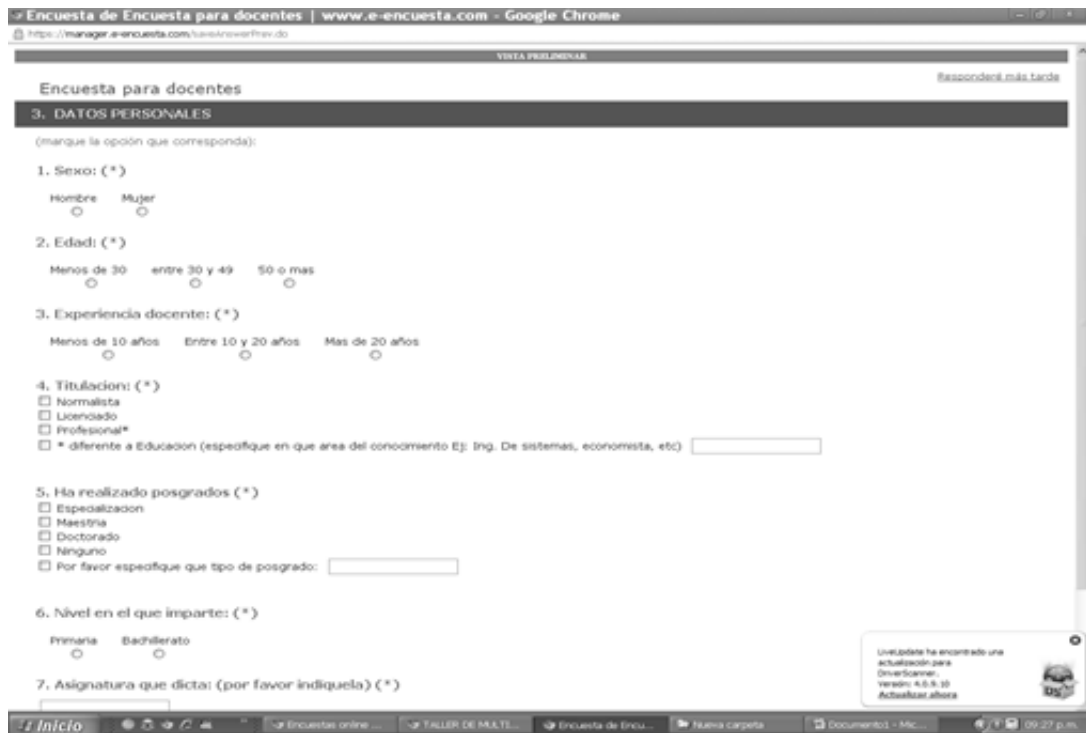 Encuesta de Encuesta para docentes | www.e-encuesta.com - Google Chrome
https://manager.e-encuesta.com/saveAnswerPrev.do
VISTA PRELIMINAR
Responderé más tarde
Encuesta para docentes
3. DATOS PERSONALES
(marque la opción que corresponda):
1. Sexo: (*)
Hombre Mujer
2. Edad: (*)
Menos de 30 entre 30 y 49 50 o mas
3. Experiencia docente: (*)
Menos de 10 años Entre 10 y 20 años Mas de 20 años
4. Titulacion: (*)
Normalista
Licenciado
Profesional*
* diferente a Educacion (especifique en que area del conocimiento Ej: Ing. De sistemas, economista, etc)
5. Ha realizado posgrados (*)
Especializacion
Maestria
Doctorado
Ninguno
Por favor especifique que tipo de posgrado:
6. Nivel en el que imparte: (*)
Primaria Bachillerato
7. Asignatura que dicta: (por favor indiquela) (*)
LiveUpdate ha encontrado una
actualización para
DriverScanner.
Versión: 4.0.9.10
Actualizar ahora
DS
Inicio Encuestas online ... TALLER DE MULTI... Encuesta de Encu... Nueva carpeta Documento1 - Mic... 09:27 p.m.